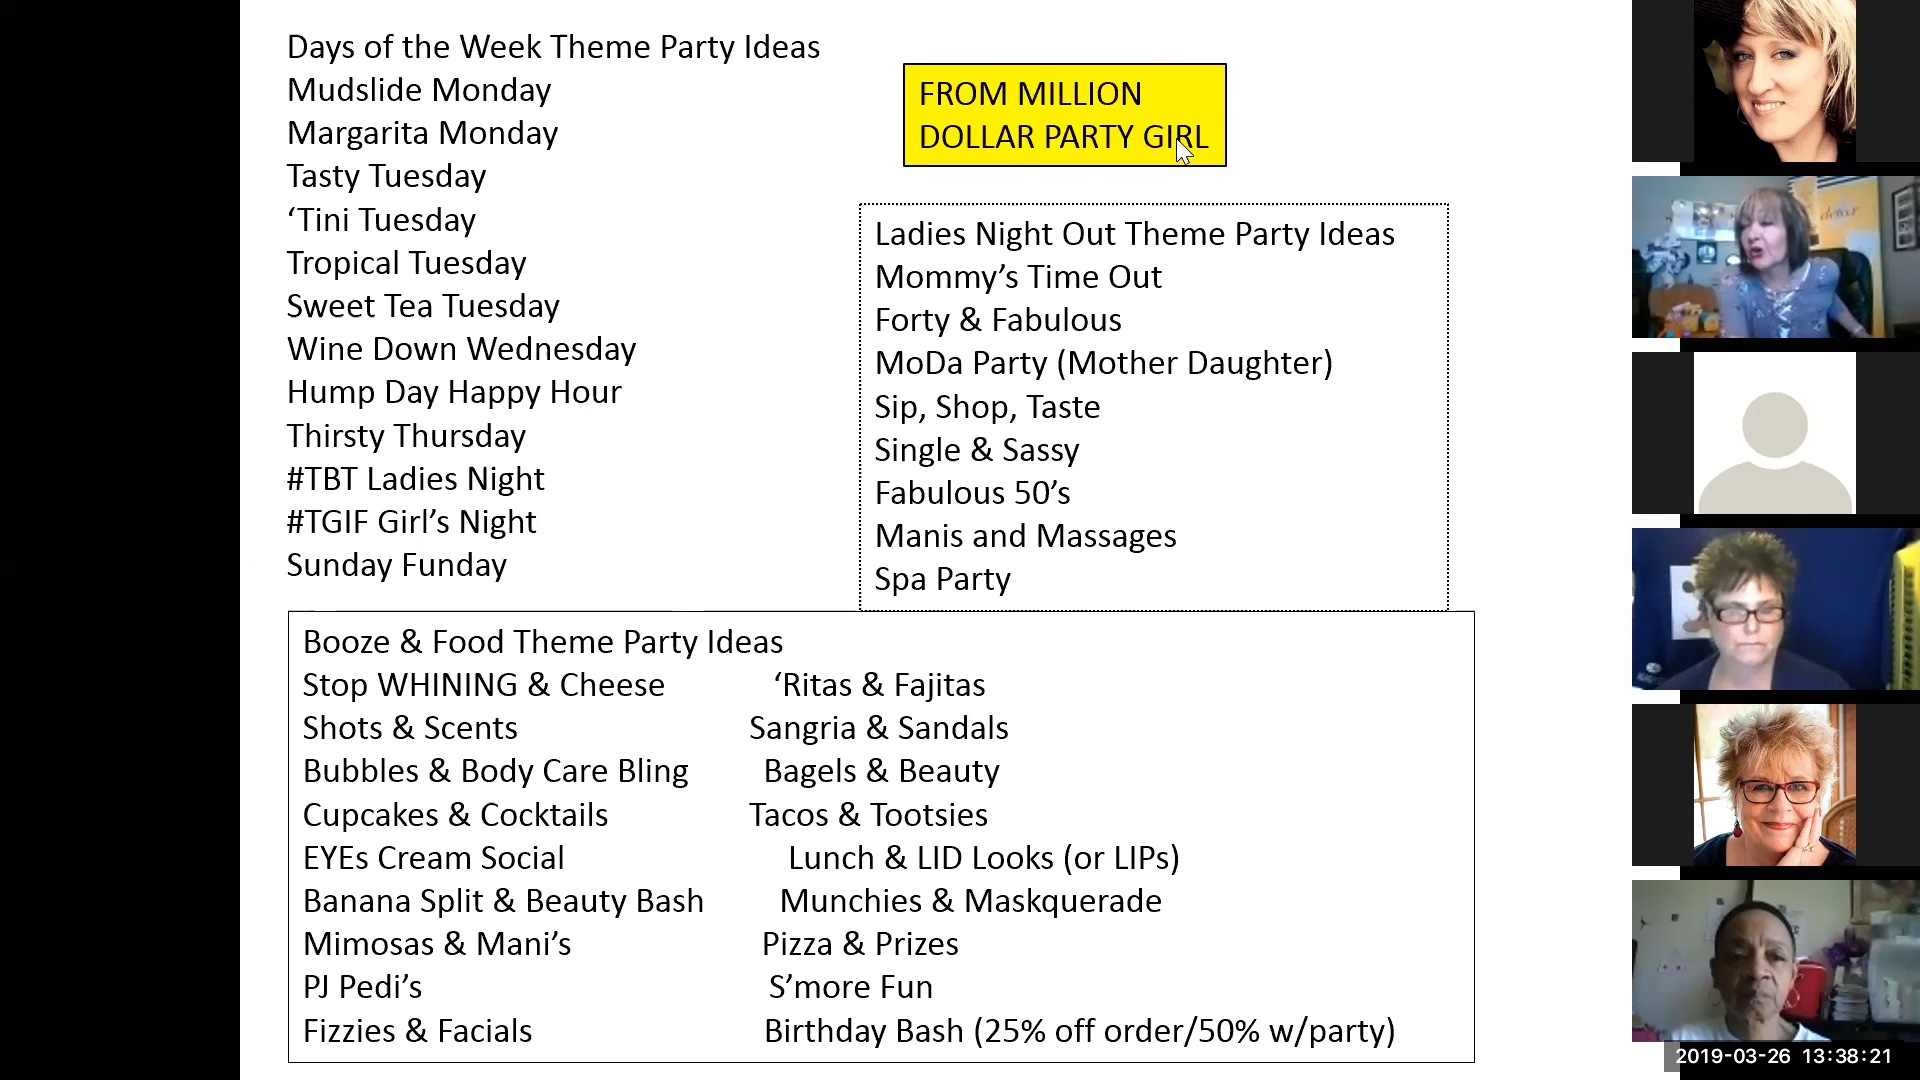 Days of the Week Theme Party Ideas
Mudslide Monday
Margarita Monday
Tasty Tuesday
‘Tini Tuesday
Tropical Tuesday
Sweet Tea Tuesday
Wine Down Wednesday
Hump Day Happy Hour
Thirsty Thursday
#TBT Ladies Night
#TGIF Girl’s Night
Sunday Funday
FROM MILLION
DOLLAR PARTY GIRL
Ladies Night Out Theme Party Ideas
Mommy’s Time Out
Forty & Fabulous
MoDa Party (Mother Daughter)
Sip, Shop, Taste
Single & Sassy
Fabulous 50’s
Manis and Massages
Spa Party
Booze & Food Theme Party Ideas
Stop WHINING & Cheese ‘Ritas & Fajitas
Shots & Scents Sangria & Sandals
Bubbles & Body Care Bling Bagels & Beauty
Cupcakes & Cocktails Tacos & Tootsies
EYEs Cream Social Lunch & LID Looks (or LIPs)
Banana Split & Beauty Bash Munchies & Maskquerade
Mimosas & Mani’s Pizza & Prizes
PJ Pedi’s S’more Fun
Fizzies & Facials Birthday Bash (25% off order/50% w/party)
2019-03-26 13:38:21